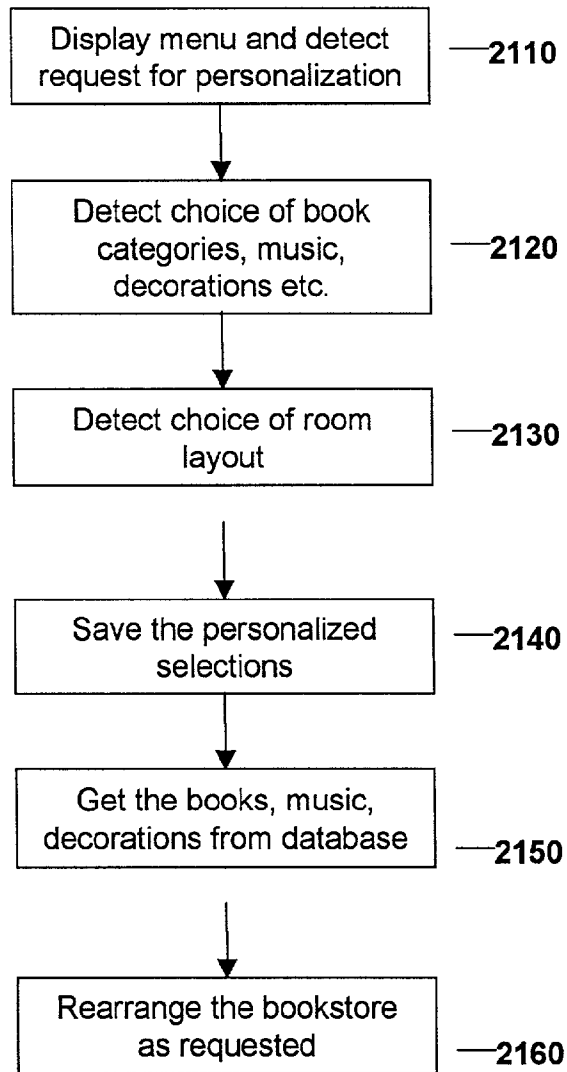 Display menu and detect
request for personalization
2110
Detect choice of book
categories, music,
decorations etc.
2120
Detect choice of room
layout
2130
Save the personalized
selections
2140
Get the books, music,
decorations from database
2150
Rearrange the bookstore
as requested
2160